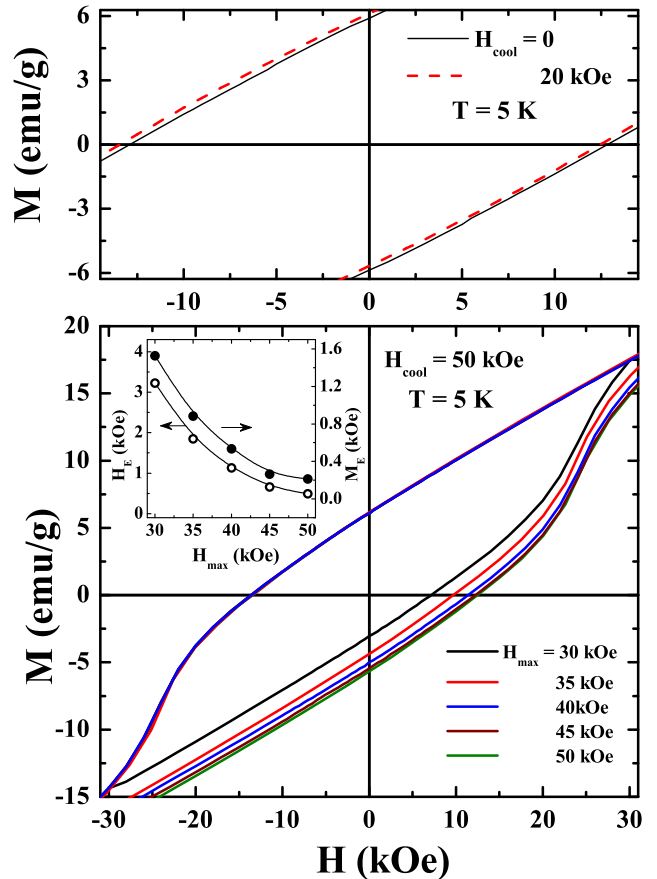 6
3
0
-3
-6
M (emu/g)
H_cool = 0
20 kOe
T = 5 K
-10 -5 0 5 10
20
15
10
5
0
-5
-10
-15
M (emu/g)
H_cool = 50 kOe
T = 5 K
4
3
2
1
0
H_E (kOe)
1.6
1.2
0.8
0.4
0.0
M_E (kOe)
30 35 40 45 50
H_max (kOe)
H_max = 30 kOe
35 kOe
40kOe
45 kOe
50 kOe
-30 -20 -10 0 10 20 30
H (kOe)